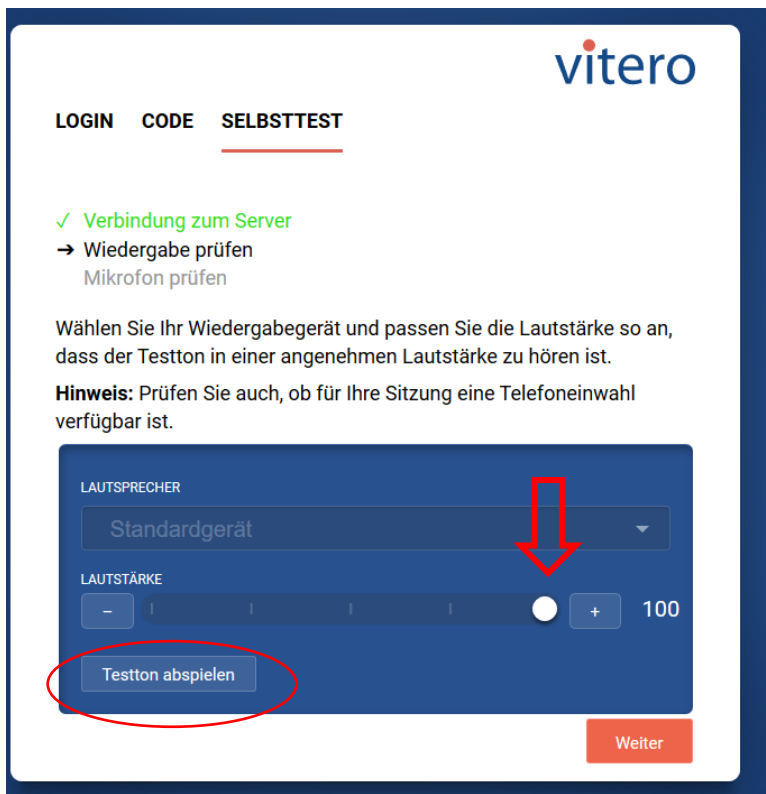 vitero
LOGIN CODE SELBSTTEST
✓ Verbindung zum Server
➔ Wiedergabe prüfen
Mikrofon prüfen
Wählen Sie Ihr Wiedergabegerät und passen Sie die Lautstärke so an,
dass der Testton in einer angenehmen Lautstärke zu hören ist.
Hinweis: Prüfen Sie auch, ob für Ihre Sitzung eine Telefoneinwahl
verfügbar ist.
LAUTSPRECHER
Standardgerät
LAUTSTÄRKE
– + 100
Testton abspielen
Weiter